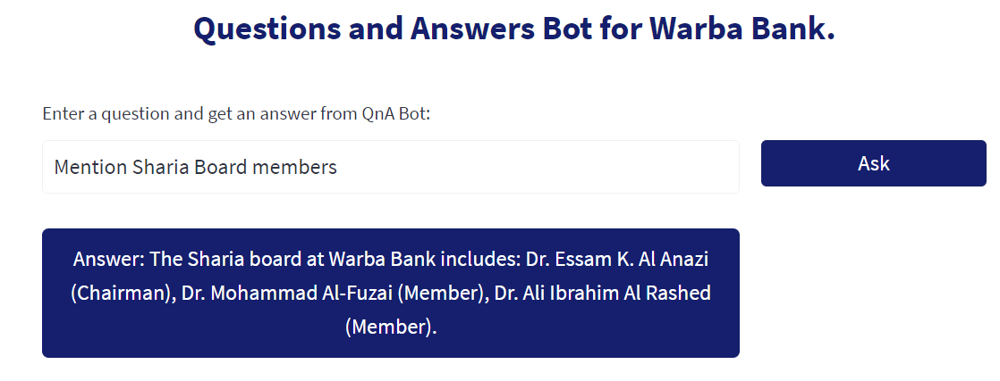 Questions and Answers Bot for Warba Bank.
Enter a question and get an answer from QnA Bot:
Mention Sharia Board members
Ask
Answer: The Sharia board at Warba Bank includes: Dr. Essam K. Al Anazi
(Chairman), Dr. Mohammad Al-Fuzai (Member), Dr. Ali Ibrahim Al Rashed
(Member).